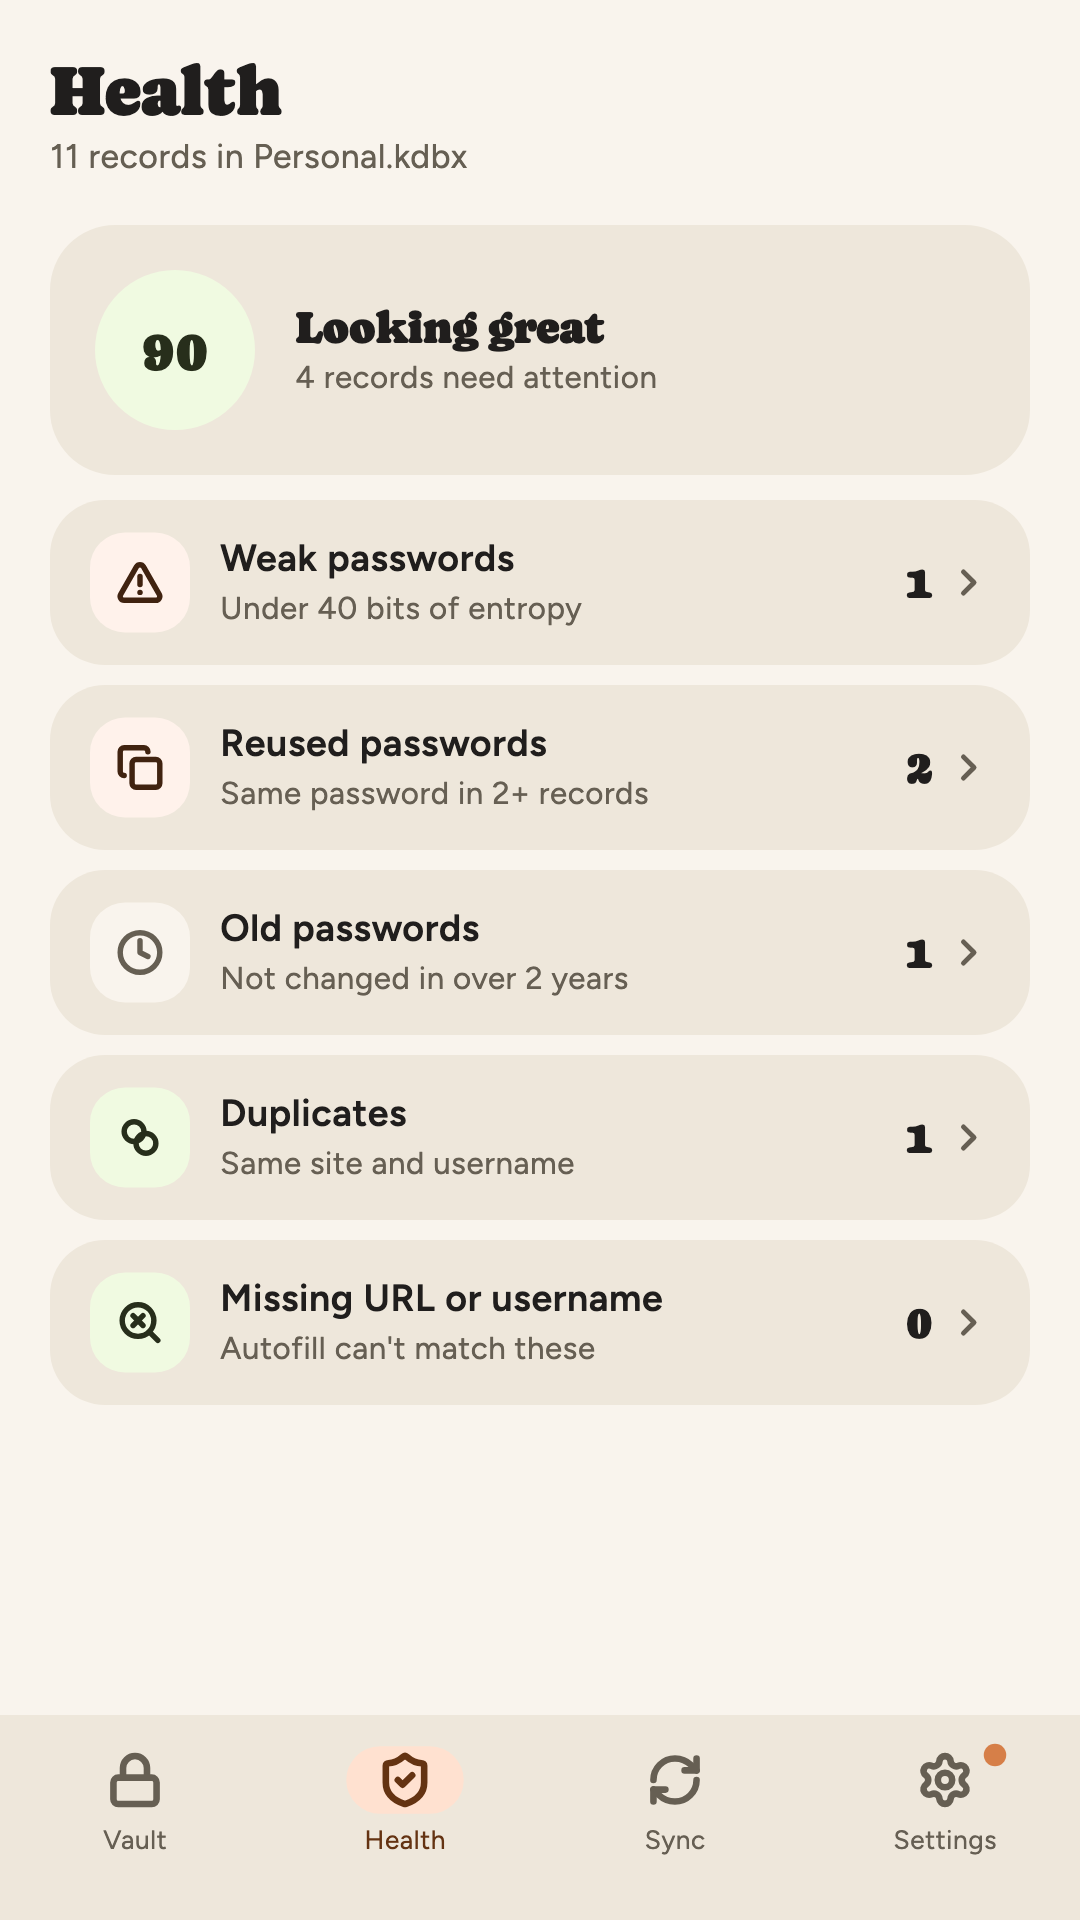 Health
11 records in Personal.kdbx
90
Looking great
4 records need attention
Weak passwords
Under 40 bits of entropy
1
Reused passwords
Same password in 2+ records
2
Old passwords
Not changed in over 2 years
1
Duplicates
Same site and username
1
Missing URL or username
Autofill can't match these
0
Vault
Health
Sync
Settings